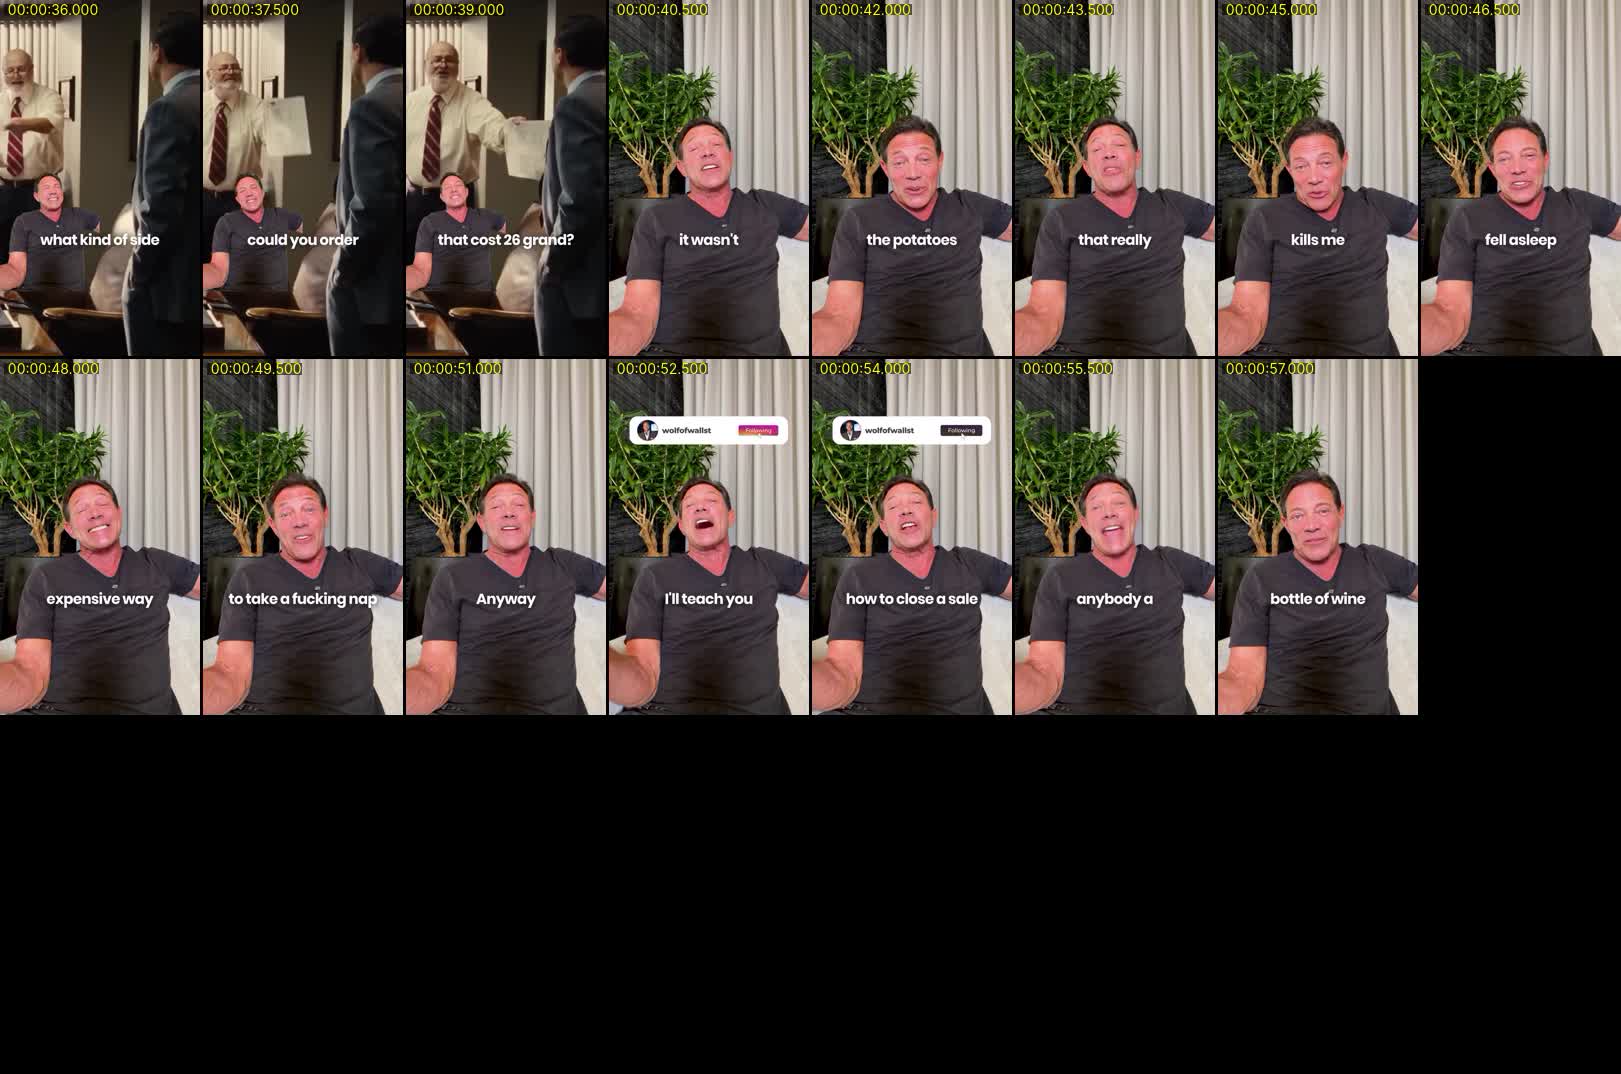 00:00:36.000
what kind of side
00:00:37.500
could you order
00:00:39.000
that cost 26 grand?
00:00:40.500
it wasn't
00:00:42.000
the potatoes
00:00:43.500
that really
00:00:45.000
kills me
00:00:46.500
fell asleep
00:00:48.000
expensive way
00:00:49.500
to take a fucking nap
00:00:51.000
Anyway
00:00:52.500
wolfofwallst
Following
I'll teach you
00:00:54.000
wolfofwallst
Following
how to close a sale
00:00:55.500
anybody a
00:00:57.000
bottle of wine